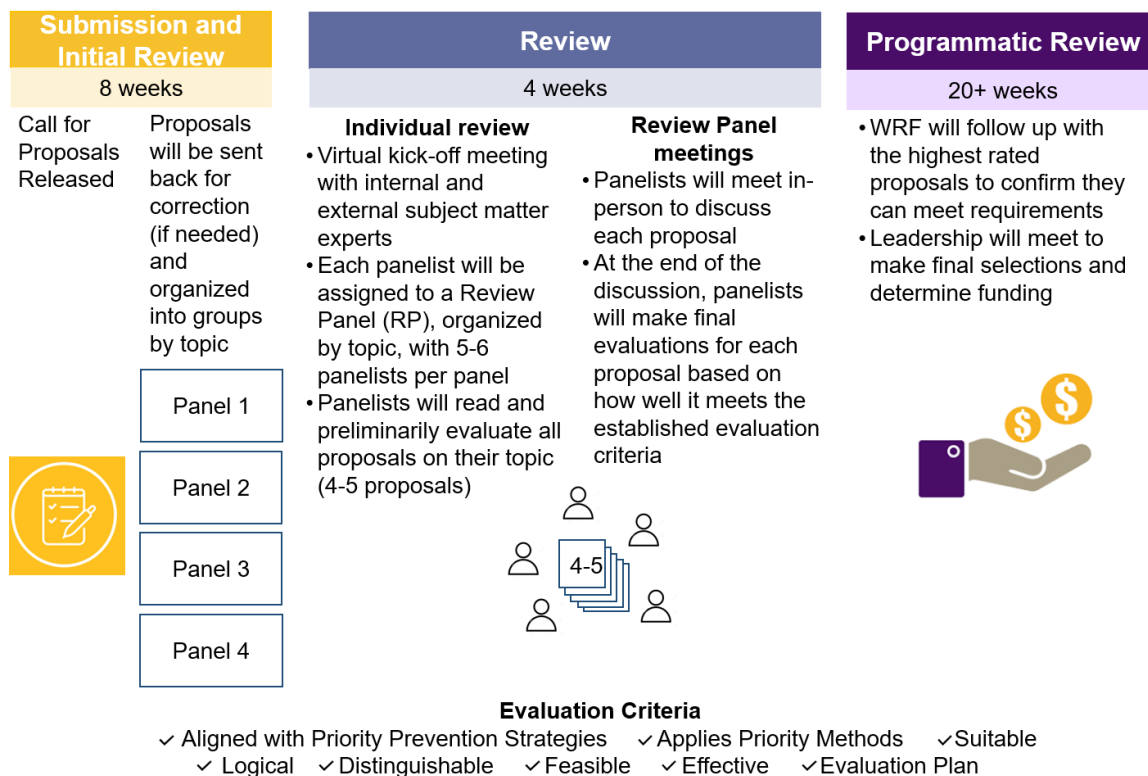 Submission and
Initial Review
8 weeks
Call for
Proposals
Released
Proposals
will be sent
back for
correction
(if needed)
and
organized
into groups
by topic
Panel 1
Panel 2
Panel 3
Panel 4
Review
4 weeks
Individual review
• Virtual kick-off meeting
with internal and
external subject matter
experts
• Each panelist will be
assigned to a Review
Panel (RP), organized
by topic, with 5-6
panelists per panel
• Panelists will read and
preliminarily evaluate all
proposals on their topic
(4-5 proposals)
Review Panel
meetings
• Panelists will meet in-
person to discuss
each proposal
• At the end of the
discussion, panelists
will make final
evaluations for each
proposal based on
how well it meets the
established evaluation
criteria
4-5
Programmatic Review
20+ weeks
• WRF will follow up with
the highest rated
proposals to confirm they
can meet requirements
• Leadership will meet to
make final selections and
determine funding
$
$
Evaluation Criteria
✓ Aligned with Priority Prevention Strategies ✓ Applies Priority Methods ✓ Suitable
✓ Logical ✓ Distinguishable ✓ Feasible ✓ Effective ✓ Evaluation Plan